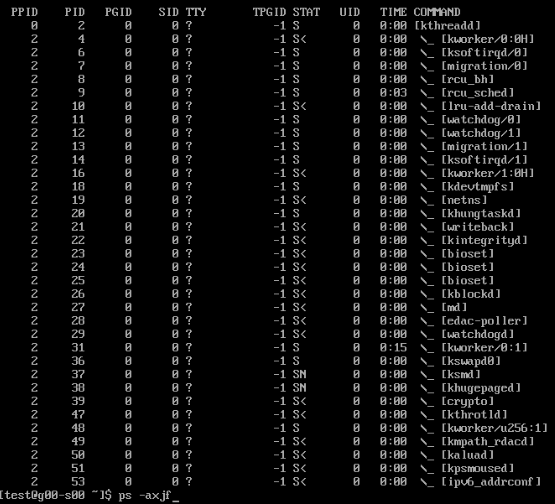 PPID PID PGID SID TTY TPGID STAT UID TIME COMMAND
0 2 0 0 ? -1 S 0 0:00 [kthreadd]
2 4 0 0 ? -1 S< 0 0:00 \_ [kworker/0:0H]
2 6 0 0 ? -1 S 0 0:00 \_ [ksoftirqd/0]
2 7 0 0 ? -1 S 0 0:00 \_ [migration/0]
2 8 0 0 ? -1 S 0 0:00 \_ [rcu_bh]
2 9 0 0 ? -1 S 0 0:03 \_ [rcu_sched]
2 10 0 0 ? -1 S< 0 0:00 \_ [lru-add-drain]
2 11 0 0 ? -1 S 0 0:00 \_ [watchdog/0]
2 12 0 0 ? -1 S 0 0:00 \_ [watchdog/1]
2 13 0 0 ? -1 S 0 0:00 \_ [migration/1]
2 14 0 0 ? -1 S 0 0:00 \_ [ksoftirqd/1]
2 16 0 0 ? -1 S< 0 0:00 \_ [kworker/1:0H]
2 18 0 0 ? -1 S 0 0:00 \_ [kdevtmpfs]
2 19 0 0 ? -1 S< 0 0:00 \_ [netns]
2 20 0 0 ? -1 S 0 0:00 \_ [khungtaskd]
2 21 0 0 ? -1 S< 0 0:00 \_ [writeback]
2 22 0 0 ? -1 S< 0 0:00 \_ [kintegrityd]
2 23 0 0 ? -1 S< 0 0:00 \_ [bioset]
2 24 0 0 ? -1 S< 0 0:00 \_ [bioset]
2 25 0 0 ? -1 S< 0 0:00 \_ [bioset]
2 26 0 0 ? -1 S< 0 0:00 \_ [kblockd]
2 27 0 0 ? -1 S< 0 0:00 \_ [md]
2 28 0 0 ? -1 S< 0 0:00 \_ [edac-poller]
2 29 0 0 ? -1 S< 0 0:00 \_ [watchdogd]
2 31 0 0 ? -1 S 0 0:15 \_ [kworker/0:1]
2 36 0 0 ? -1 S 0 0:00 \_ [kswapd0]
2 37 0 0 ? -1 SN 0 0:00 \_ [ksmd]
2 38 0 0 ? -1 SN 0 0:00 \_ [khugepaged]
2 39 0 0 ? -1 S< 0 0:00 \_ [crypto]
2 47 0 0 ? -1 S< 0 0:00 \_ [kthrotld]
2 48 0 0 ? -1 S 0 0:00 \_ [kworker/u256:1]
2 49 0 0 ? -1 S< 0 0:00 \_ [kmpath_rdacd]
2 50 0 0 ? -1 S< 0 0:00 \_ [kaluad]
2 51 0 0 ? -1 S< 0 0:00 \_ [kpsmoused]
2 53 0 0 ? -1 S< 0 0:00 \_ [ipv6_addrconf]
[test@g00-s00 ~]$ ps -axjf_